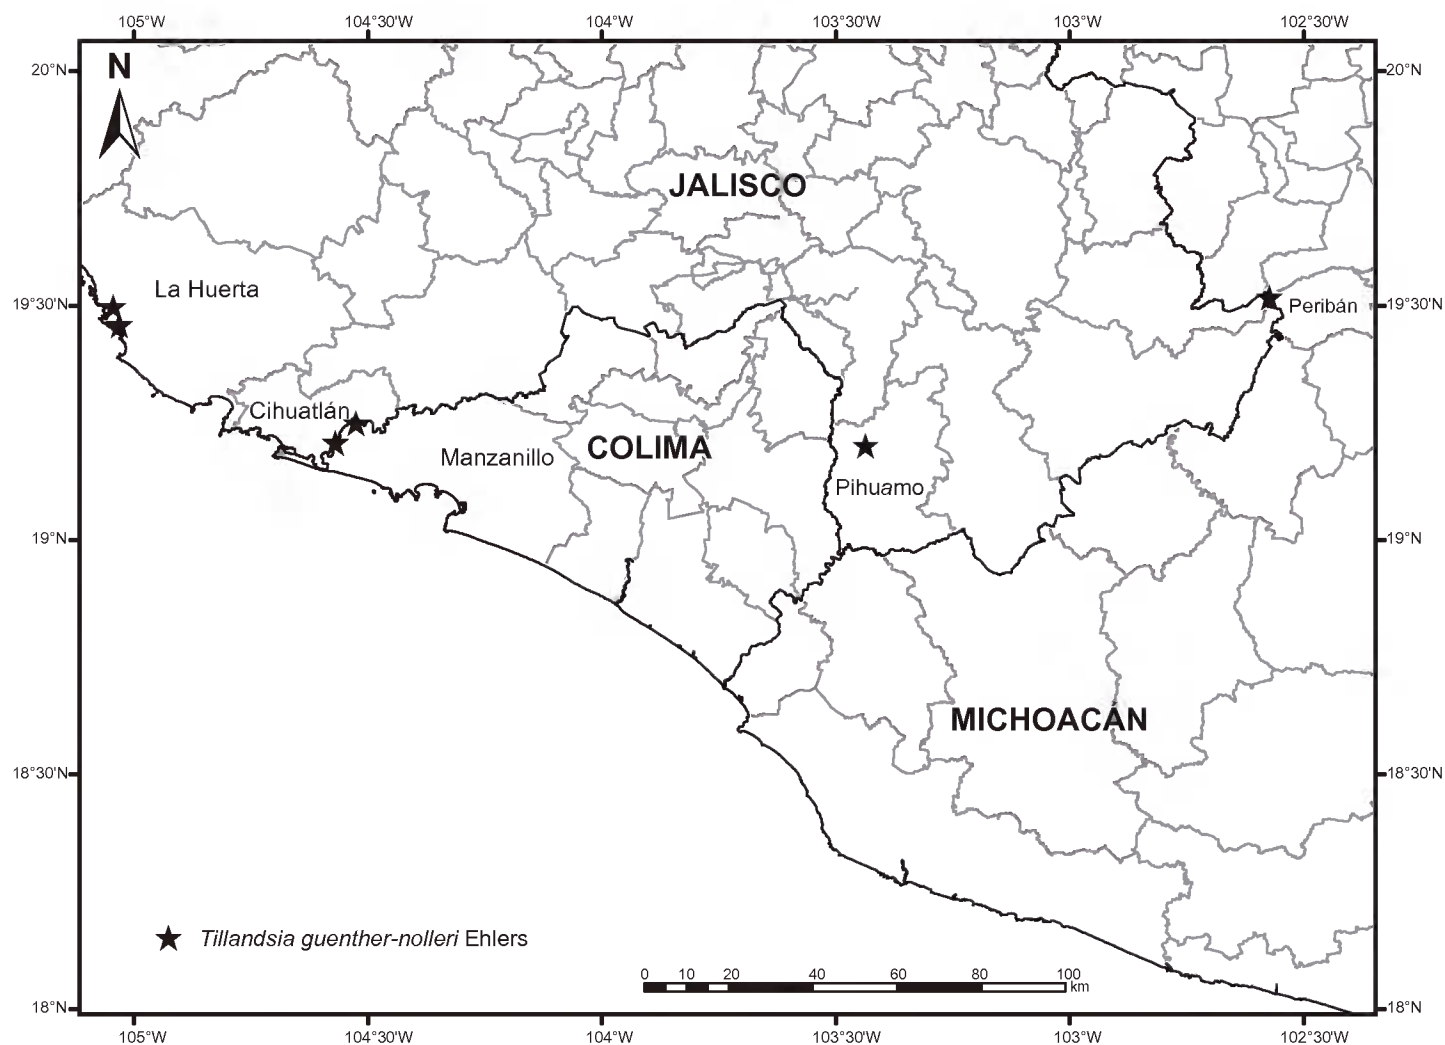 105°W 104°30'W 104°W 103°30'W 103°W 102°30'W
20°N 20°N
N
JALISCO
La Huerta
19°30'N 19°30'N
Peribán
Cihuatlán
COLIMA
Manzanillo
Pihuamo
19°N 19°N
MICHOACÁN
18°30'N 18°30'N
Tillandsia guenther-nolleri Ehlers
0 10 20 40 60 80 100
km
18°N 18°N
105°W 104°30'W 104°W 103°30'W 103°W 102°30'W